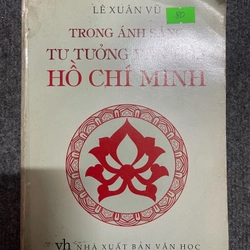 LÊ XUÂN VŨ
TRONG ÁNH SÁNG
TƯ TƯỞNG
HỒ CHÍ MINH
vh
NHÀ XUẤT BẢN VĂN HỌC